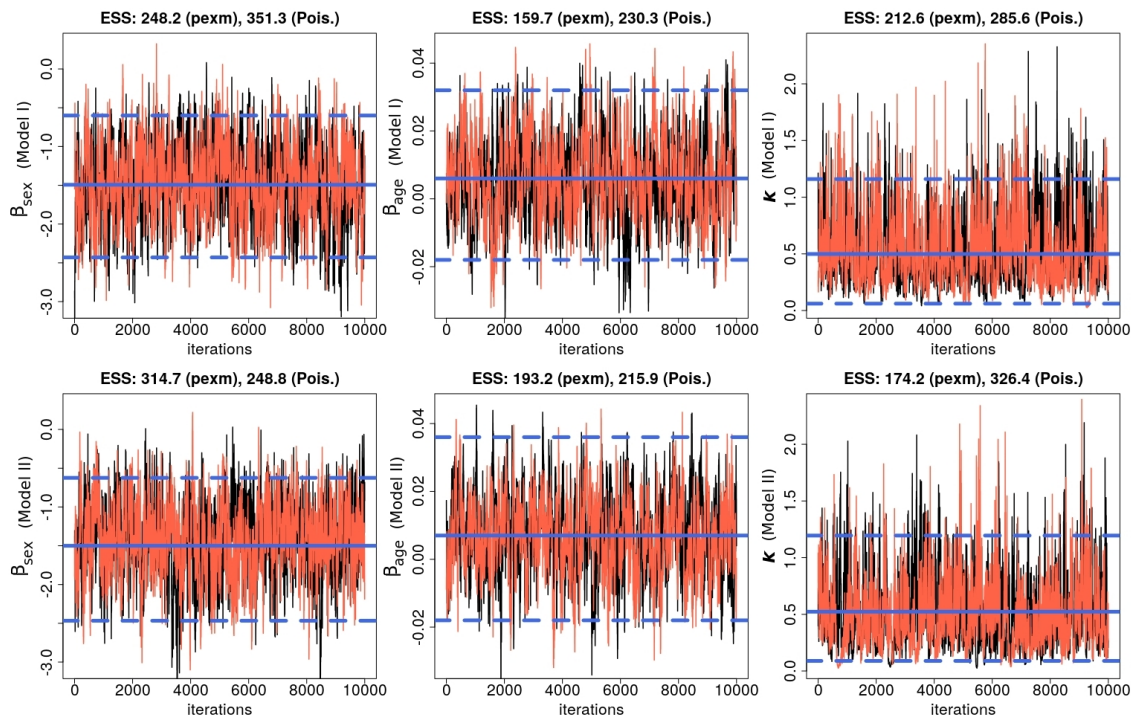 ESS: 248.2 (pexm), 351.3 (Pois.)
βsex (Model I)
0.0
-1.0
-2.0
-3.0
0 2000 4000 6000 8000 10000
iterations
ESS: 159.7 (pexm), 230.3 (Pois.)
βage (Model I)
0.04
0.02
0.00
-0.02
0 2000 4000 6000 8000 10000
iterations
ESS: 212.6 (pexm), 285.6 (Pois.)
κ (Model I)
2.0
1.5
1.0
0.5
0.0
0 2000 4000 6000 8000 10000
iterations
ESS: 314.7 (pexm), 248.8 (Pois.)
βsex (Model II)
0.0
-1.0
-2.0
-3.0
0 2000 4000 6000 8000 10000
iterations
ESS: 193.2 (pexm), 215.9 (Pois.)
βage (Model II)
0.04
0.02
0.00
-0.02
0 2000 4000 6000 8000 10000
iterations
ESS: 174.2 (pexm), 326.4 (Pois.)
κ (Model II)
2.0
1.5
1.0
0.5
0.0
0 2000 4000 6000 8000 10000
iterations